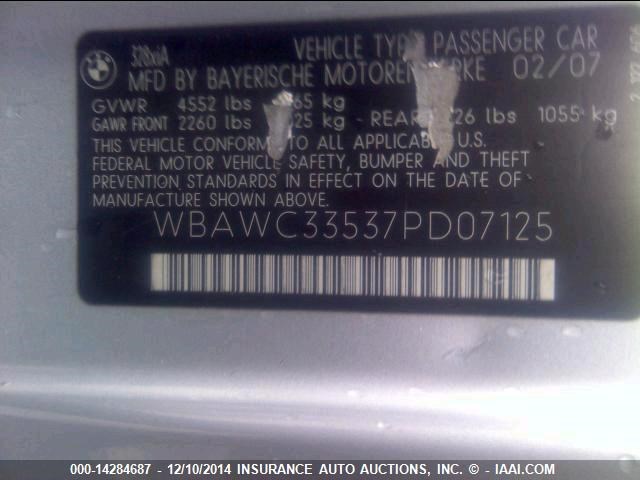 BMW
328xiA
VEHICLE TYPE PASSENGER CAR
MFD BY BAYERISCHE MOTOREN 02/07
GVWR 4552 lbs kg
GAWR FRONT 2260 lbs kg - REAR lbs 1055 kg
THIS VEHICLE CONFORMS TO ALL APPLICABLE U.S.
FEDERAL MOTOR VEHICLE SAFETY, BUMPER AND THEFT
PREVENTION STANDARDS IN EFFECT ON THE DATE OF
MANUFACTURE SHOWN ABOVE.
WBAWC33537PD07125
000-14284687 - 12/10/2014 INSURANCE AUTO AUCTIONS, INC. - IAAI.COM